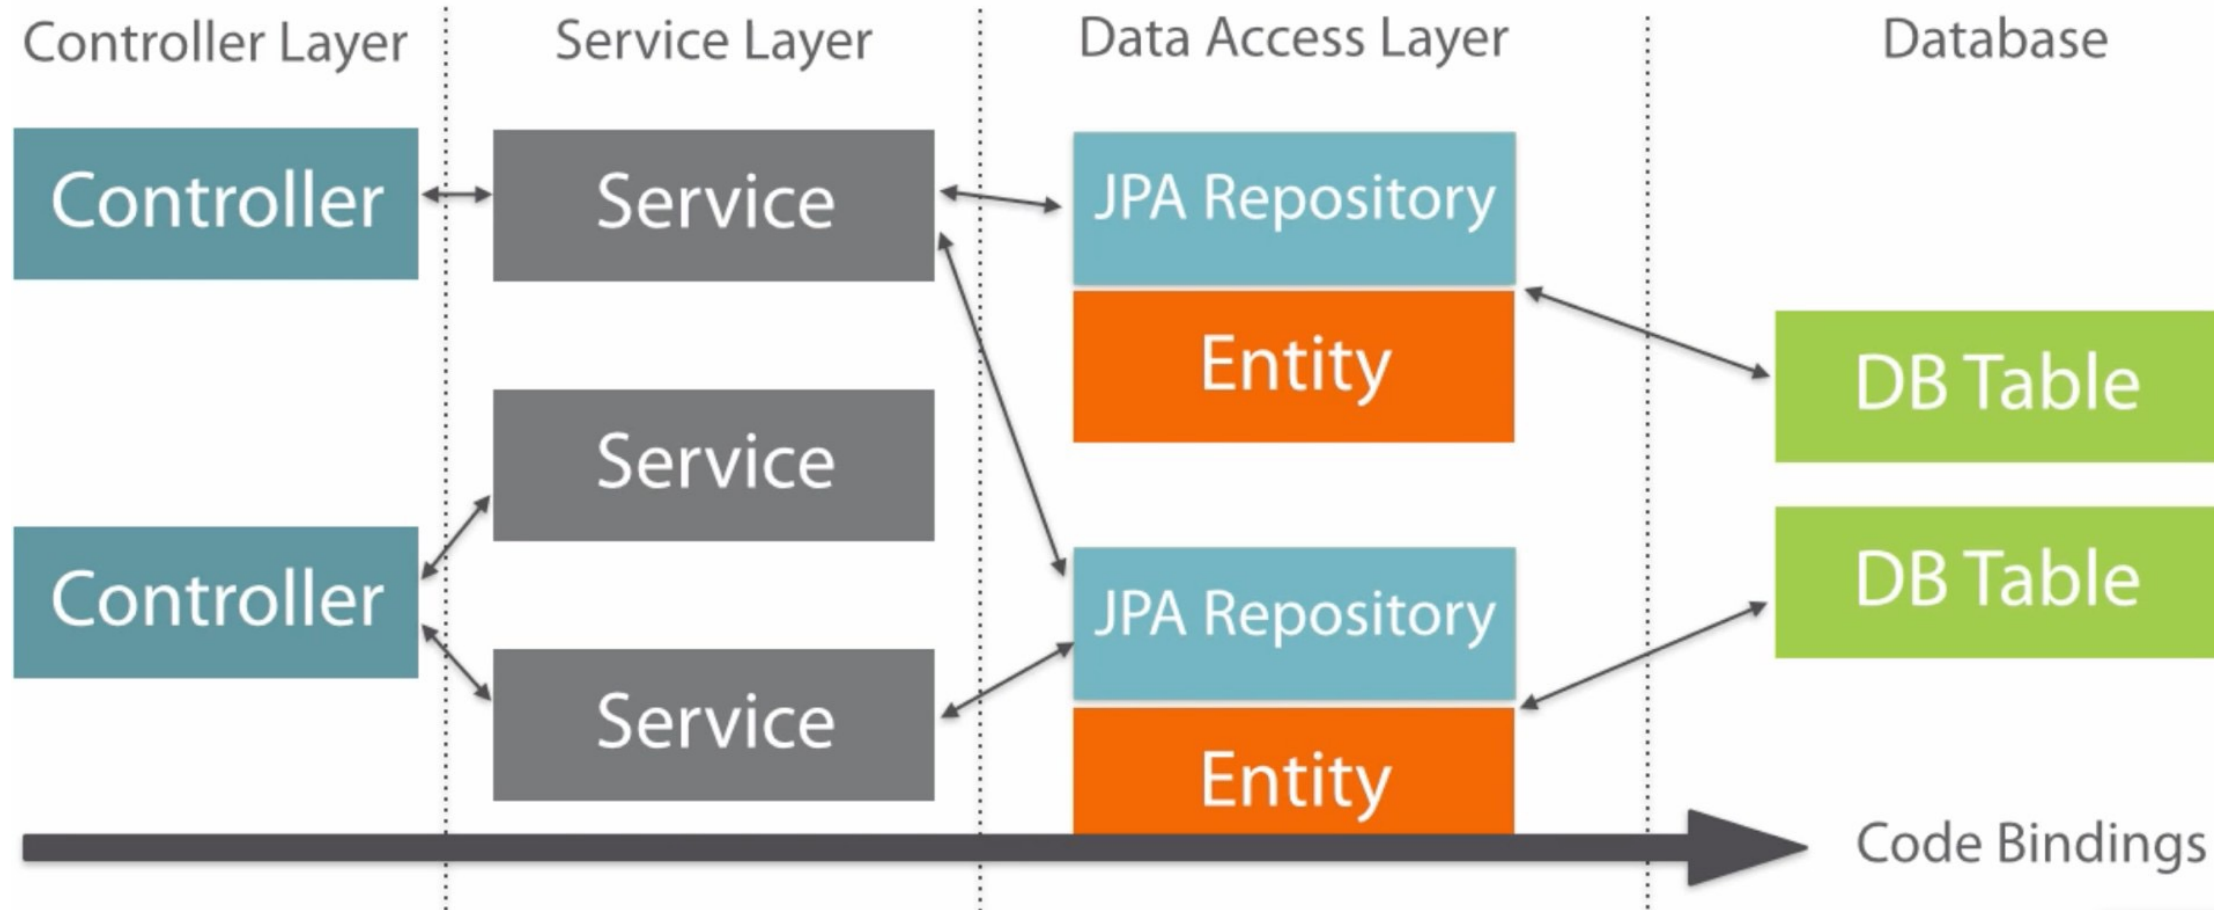 Controller Layer
Service Layer
Data Access Layer
Database
Controller
Service
JPA Repository
Entity
DB Table
Service
Controller
DB Table
JPA Repository
Service
Entity
Code Bindings